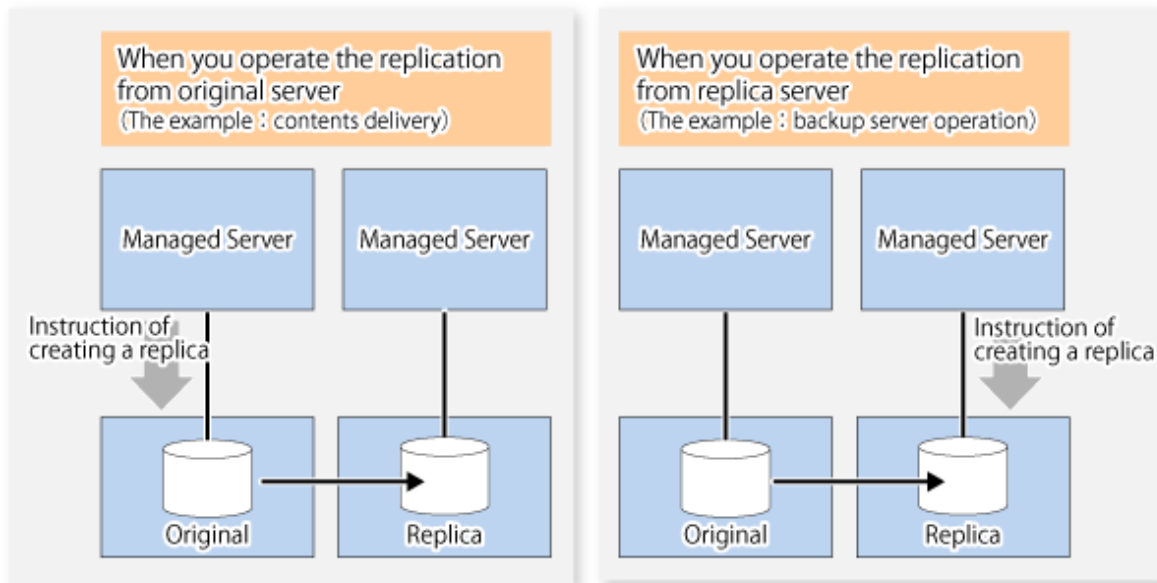 When you operate the replication
from original server
(The example：contents delivery)
Managed Server
Managed Server
Instruction of
creating a replica
Original
Replica
When you operate the replication
from replica server
(The example：backup server operation)
Managed Server
Managed Server
Instruction of
creating a replica
Original
Replica